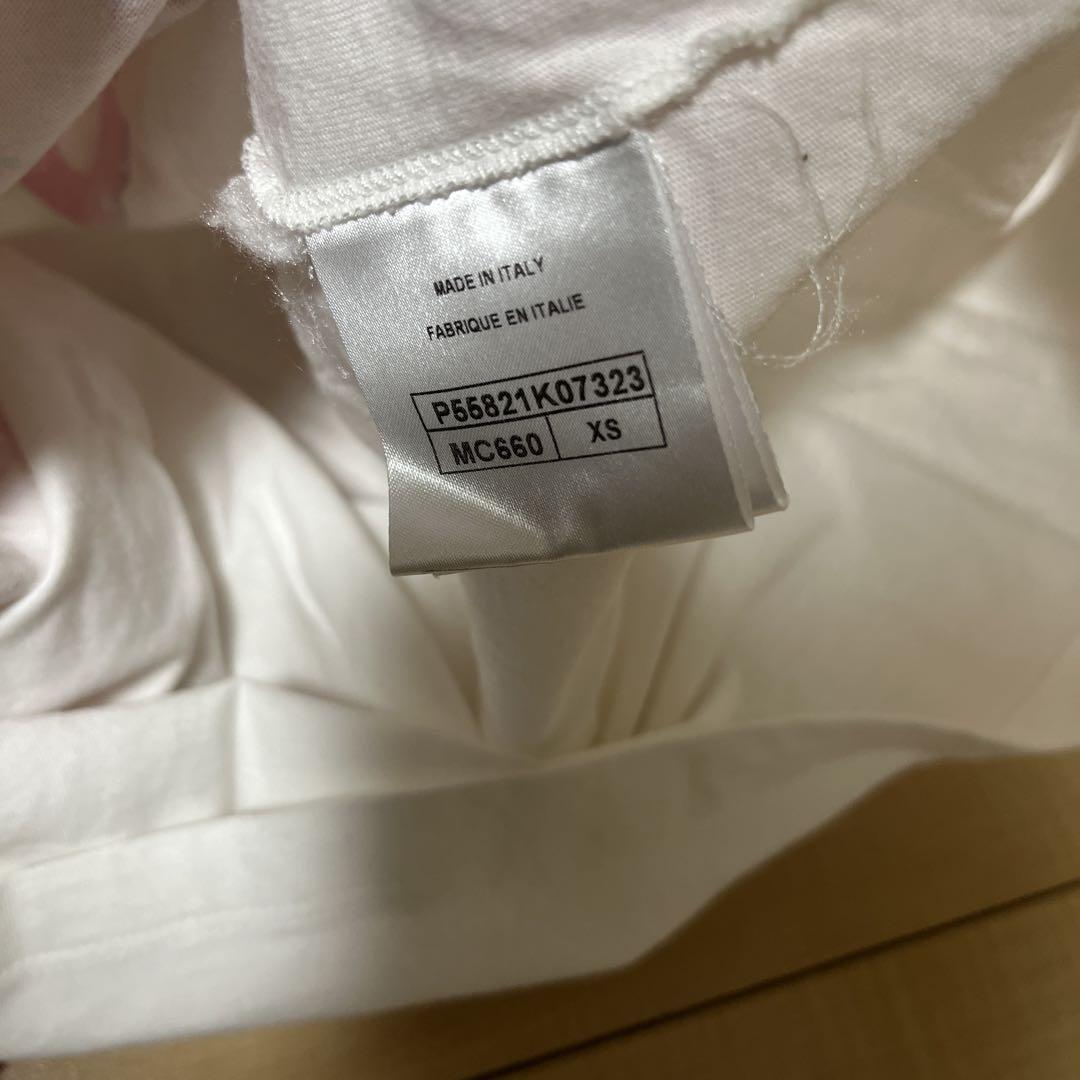 MADE IN ITALY
FABRIQUE EN ITALIE
P55821K07323
MC660 XS